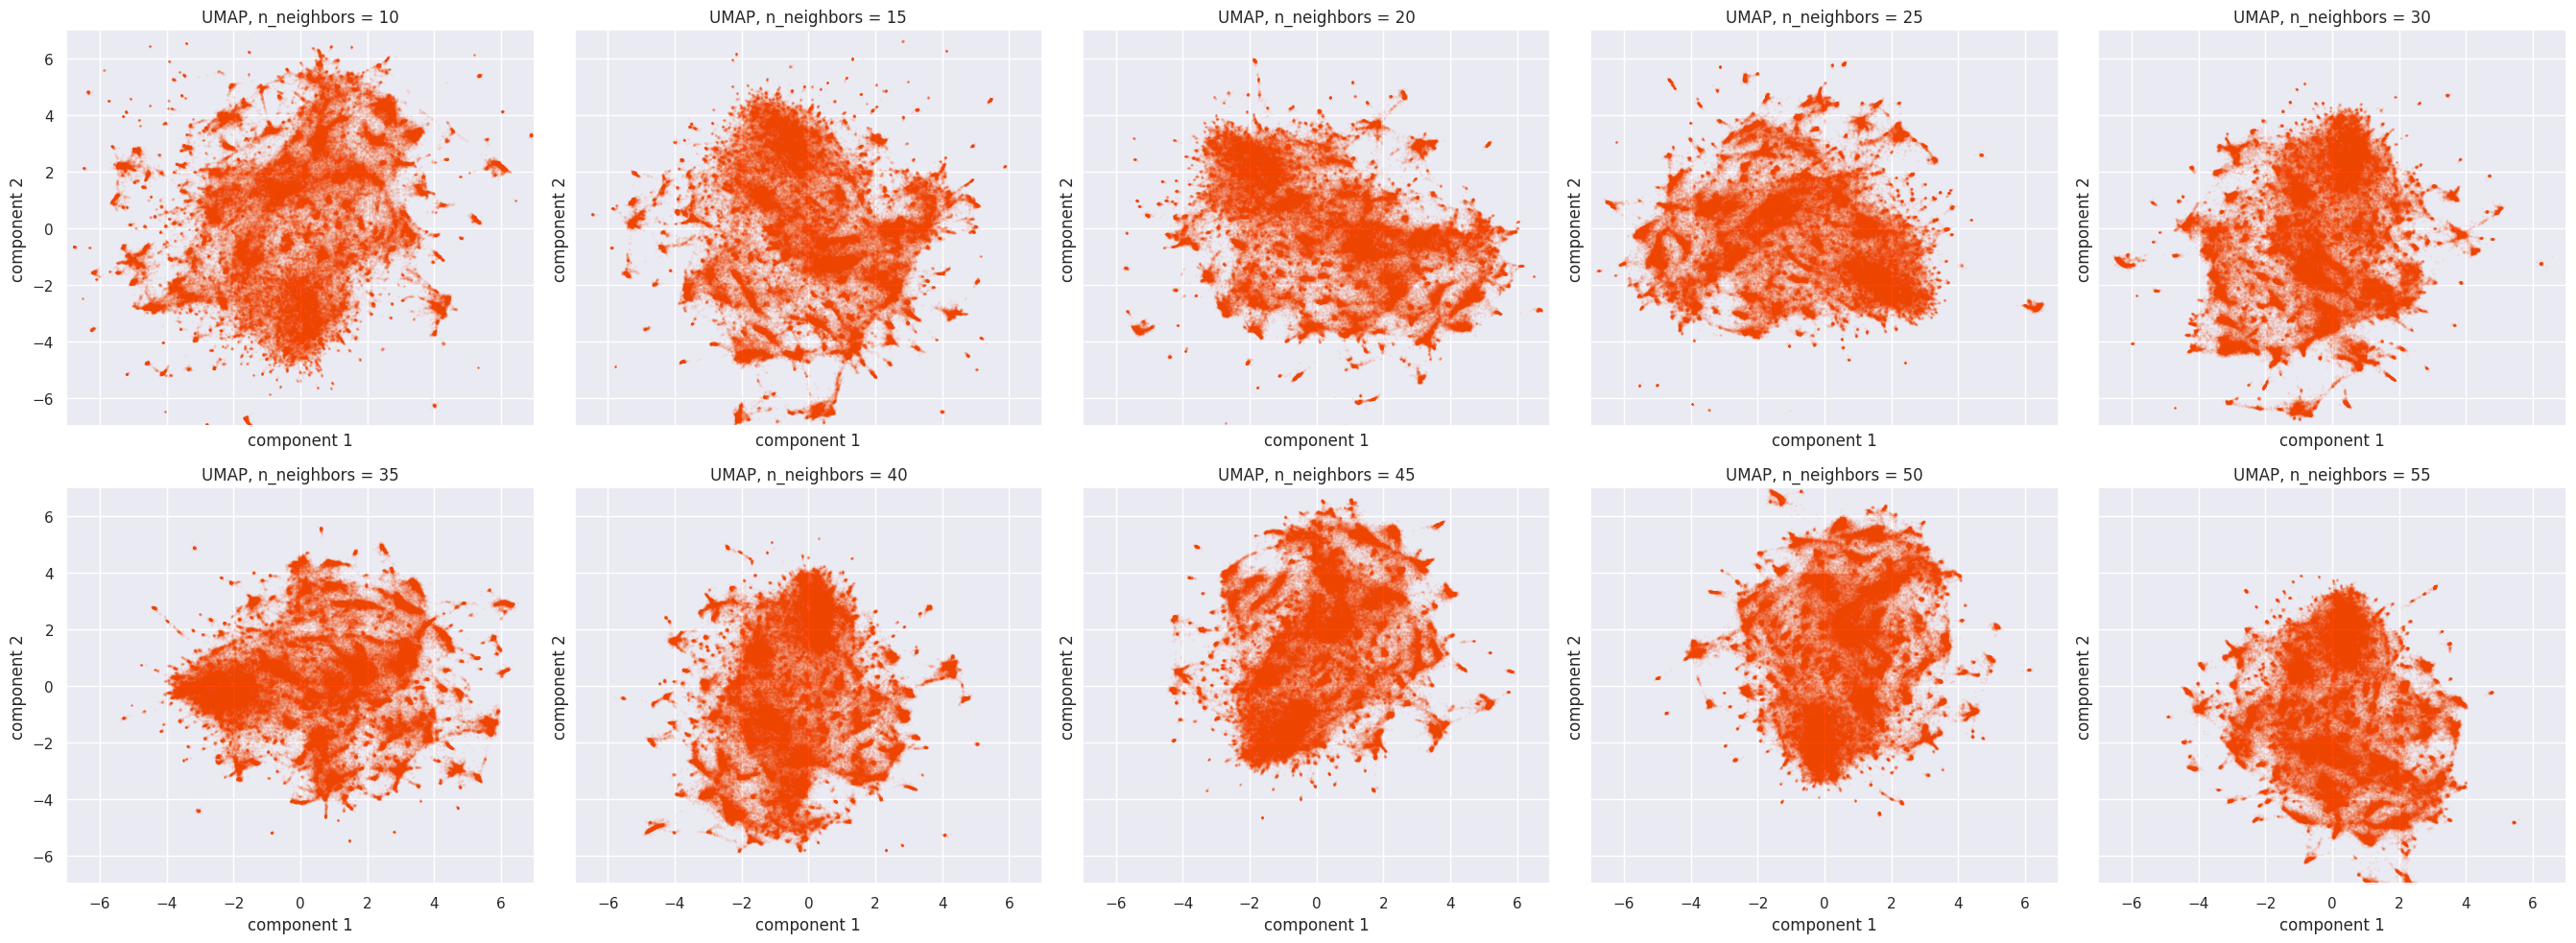 UMAP, n_neighbors = 10
UMAP, n_neighbors = 15
UMAP, n_neighbors = 20
UMAP, n_neighbors = 25
UMAP, n_neighbors = 30
6
4
2
0
−2
−4
−6
component 2
component 2
component 2
component 2
component 2
component 1
component 1
component 1
component 1
component 1
UMAP, n_neighbors = 35
UMAP, n_neighbors = 40
UMAP, n_neighbors = 45
UMAP, n_neighbors = 50
UMAP, n_neighbors = 55
6
4
2
0
−2
−4
−6
component 2
component 2
component 2
component 2
component 2
−6 −4 −2 0 2 4 6
−6 −4 −2 0 2 4 6
−6 −4 −2 0 2 4 6
−6 −4 −2 0 2 4 6
−6 −4 −2 0 2 4 6
component 1
component 1
component 1
component 1
component 1